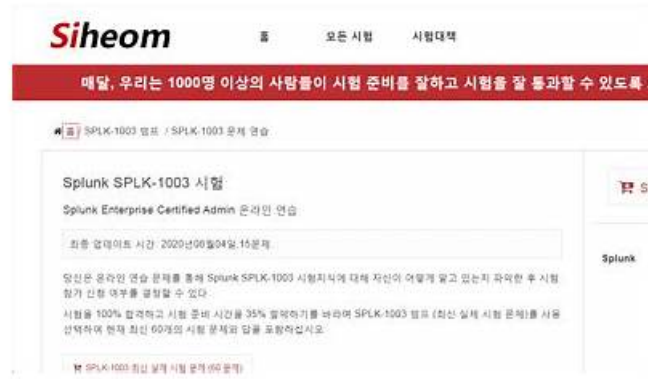 Siheom 홈 모든 시험 시험대책
매달, 우리는 1000명 이상의 사람들이 시험 준비를 잘하고 시험을 잘 통과할 수 있도록
홈 / SPLK-1003 덤프 / SPLK-1003 문제 연습
Splunk SPLK-1003 시험
S
Splunk Enterprise Certified Admin 온라인 연습
최종 업데이트 시간: 2020년06월04일,15문제.
Splunk
당신은 온라인 연습 문제를 통해 Splunk SPLK-1003 시험지식에 대해 자신이 어떻게 알고 있는지 파악한 후 시험
참가 신청 여부를 결정할 수 있다.
시험을 100% 합격하고 시험 준비 시간을 35% 절약하기를 바라며 SPLK-1003 덤프 (최신 실제 시험 문제)를 사용
선택하여 현재 최신 60개의 시험 문제와 답을 포함하십시오.
SPLK-1003 최신 실제 시험 문제 (60 문제)